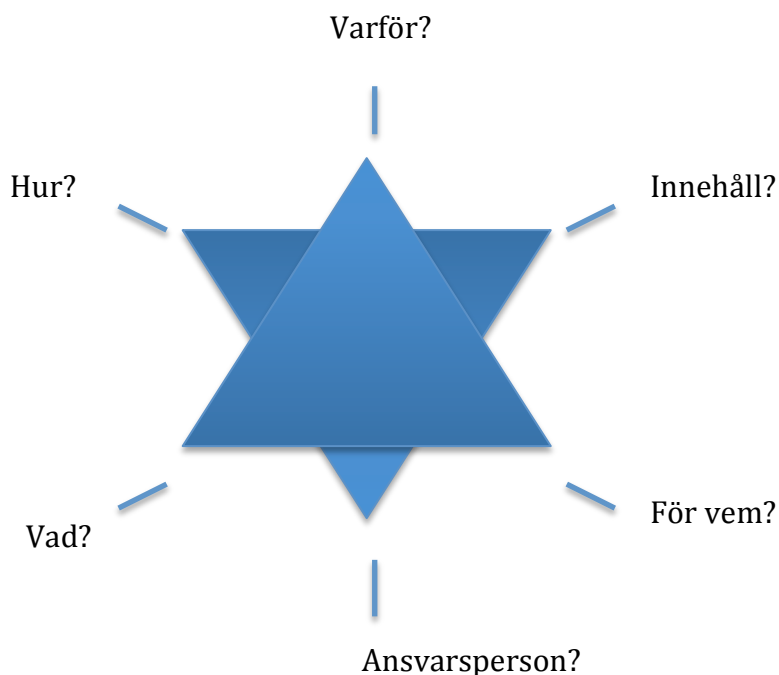 Varför?
Hur?
Innehåll?
Vad?
För vem?
Ansvarsperson?